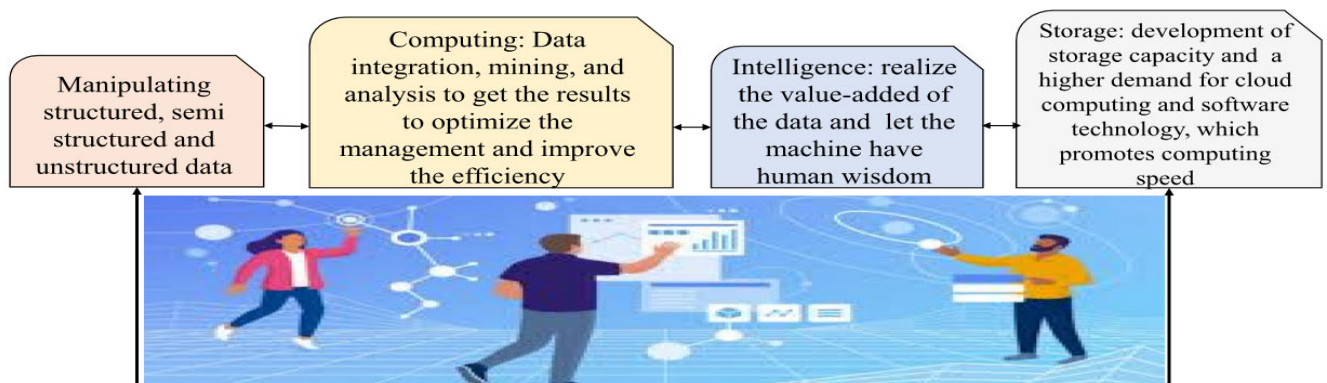 Manipulating
structured, semi
structured and
unstructured data
Computing: Data
integration, mining, and
analysis to get the results
to optimize the
management and improve
the efficiency
Intelligence: realize
the value-added of
the data and let the
machine have
human wisdom
Storage: development of
storage capacity and a
higher demand for cloud
computing and software
technology, which
promotes computing
speed